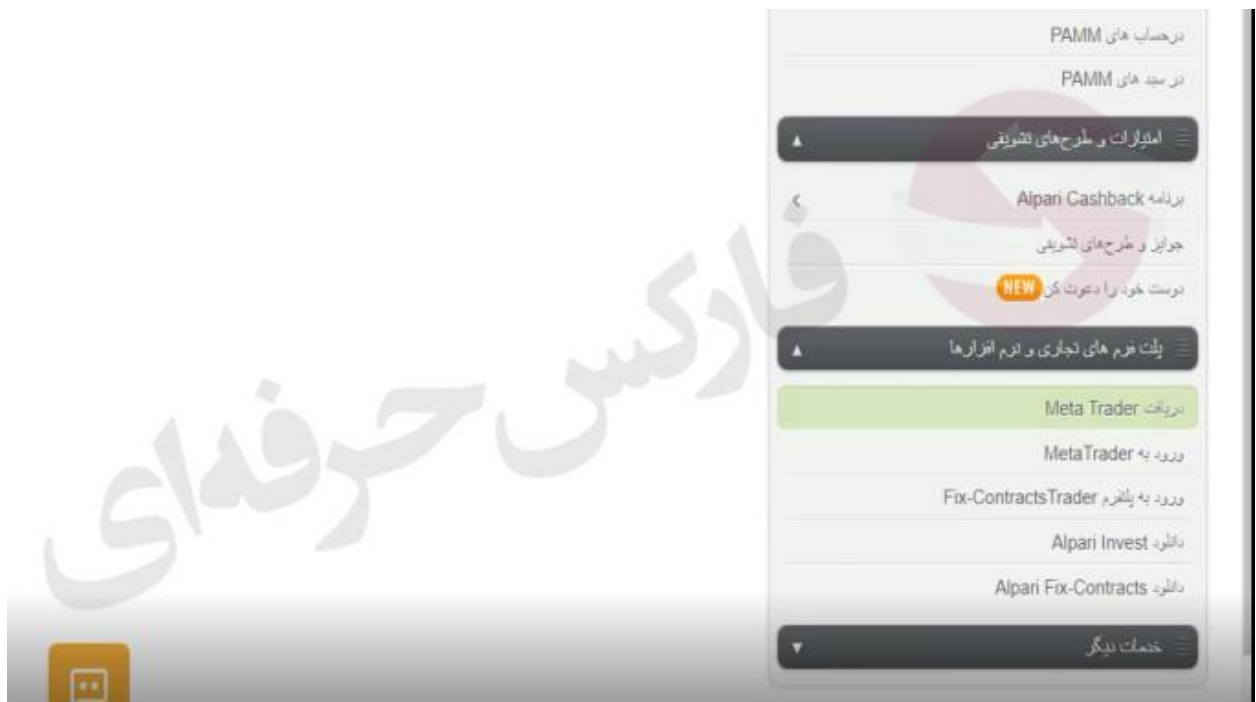 درحساب های PAMM
در سبد های PAMM
امتیازات و طرح‌های تشویقی
برنامه Alpari Cashback
جوایز و طرح‌های تشویقی
دوست خود را دعوت کن NEW
پلت فرم های تجاری و نرم افزارها
دریافت Meta Trader
ورود به MetaTrader
ورود به پلتفرم Fix-ContractsTrader
دانلود Alpari Invest
دانلود Alpari Fix-Contracts
خدمات دیگر
فارکس حرفه‌ای